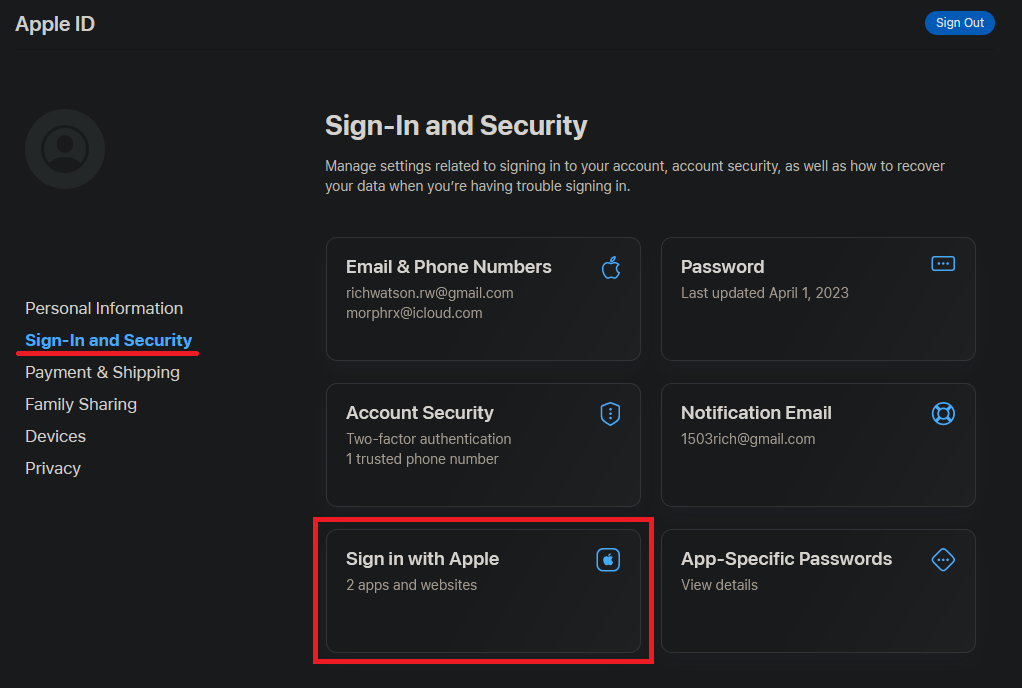 Apple ID
Sign Out
Sign-In and Security
Manage settings related to signing in to your account, account security, as well as how to recover
your data when you’re having trouble signing in.
Personal Information
Sign-In and Security
Payment & Shipping
Family Sharing
Devices
Privacy
Email & Phone Numbers
richwatson.rw@gmail.com
morphrx@icloud.com
Password
Last updated April 1, 2023
Account Security
Two-factor authentication
1 trusted phone number
Notification Email
1503rich@gmail.com
Sign in with Apple
2 apps and websites
App-Specific Passwords
View details